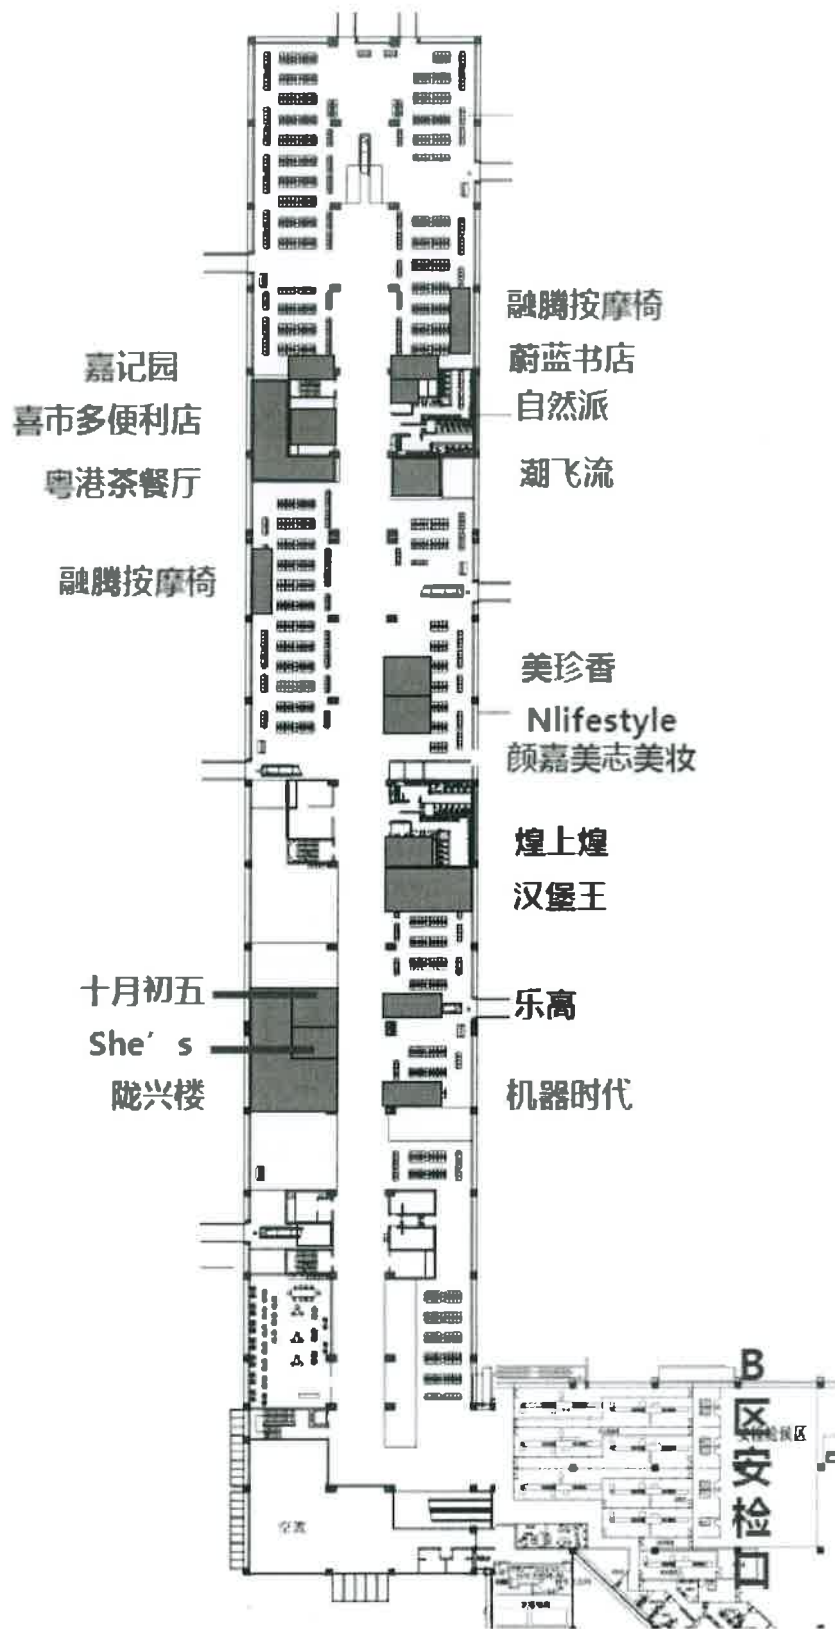 融腾按摩椅
嘉记园
蔚蓝书店
喜市多便利店
自然派
粤港茶餐厅
潮飞流
融腾按摩椅
美珍香
Nlifestyle
颜嘉美志美妆
煌上煌
汉堡王
十月初五
乐高
She's
陇兴楼
机器时代
B区安检口